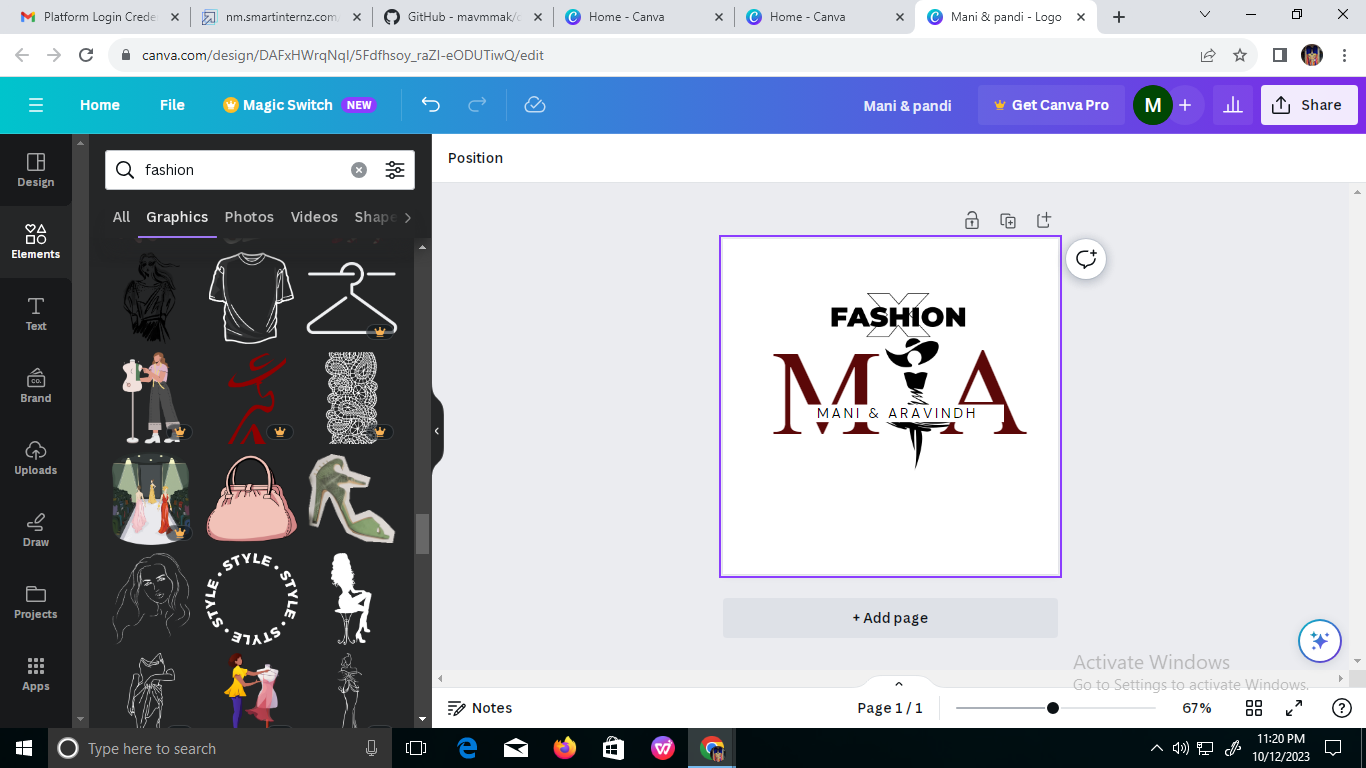 Platform Login Crede
nm.smartinternz.com
GitHub - mavmmak/
Home - Canva
Home - Canva
Mani & pandi - Logo
canva.com/design/DAFxHWrqNqI/5Fdfhsoy_raZI-eODUTiwQ/edit
Home
File
Magic Switch
NEW
Mani & pandi
Get Canva Pro
M
Share
Design
Elements
Text
Brand
CO.
Uploads
Draw
Projects
Apps
fashion
All
Graphics
Photos
Videos
Shape
STYLE • STYLE • STYLE • STYLE • STYLE •
Position
X
FASHION
M A
MANI & ARAVINDH
+ Add page
Activate Windows
Go to Settings to activate Windows.
Notes
Page 1 / 1
67%
Type here to search
11:20 PM
10/12/2023